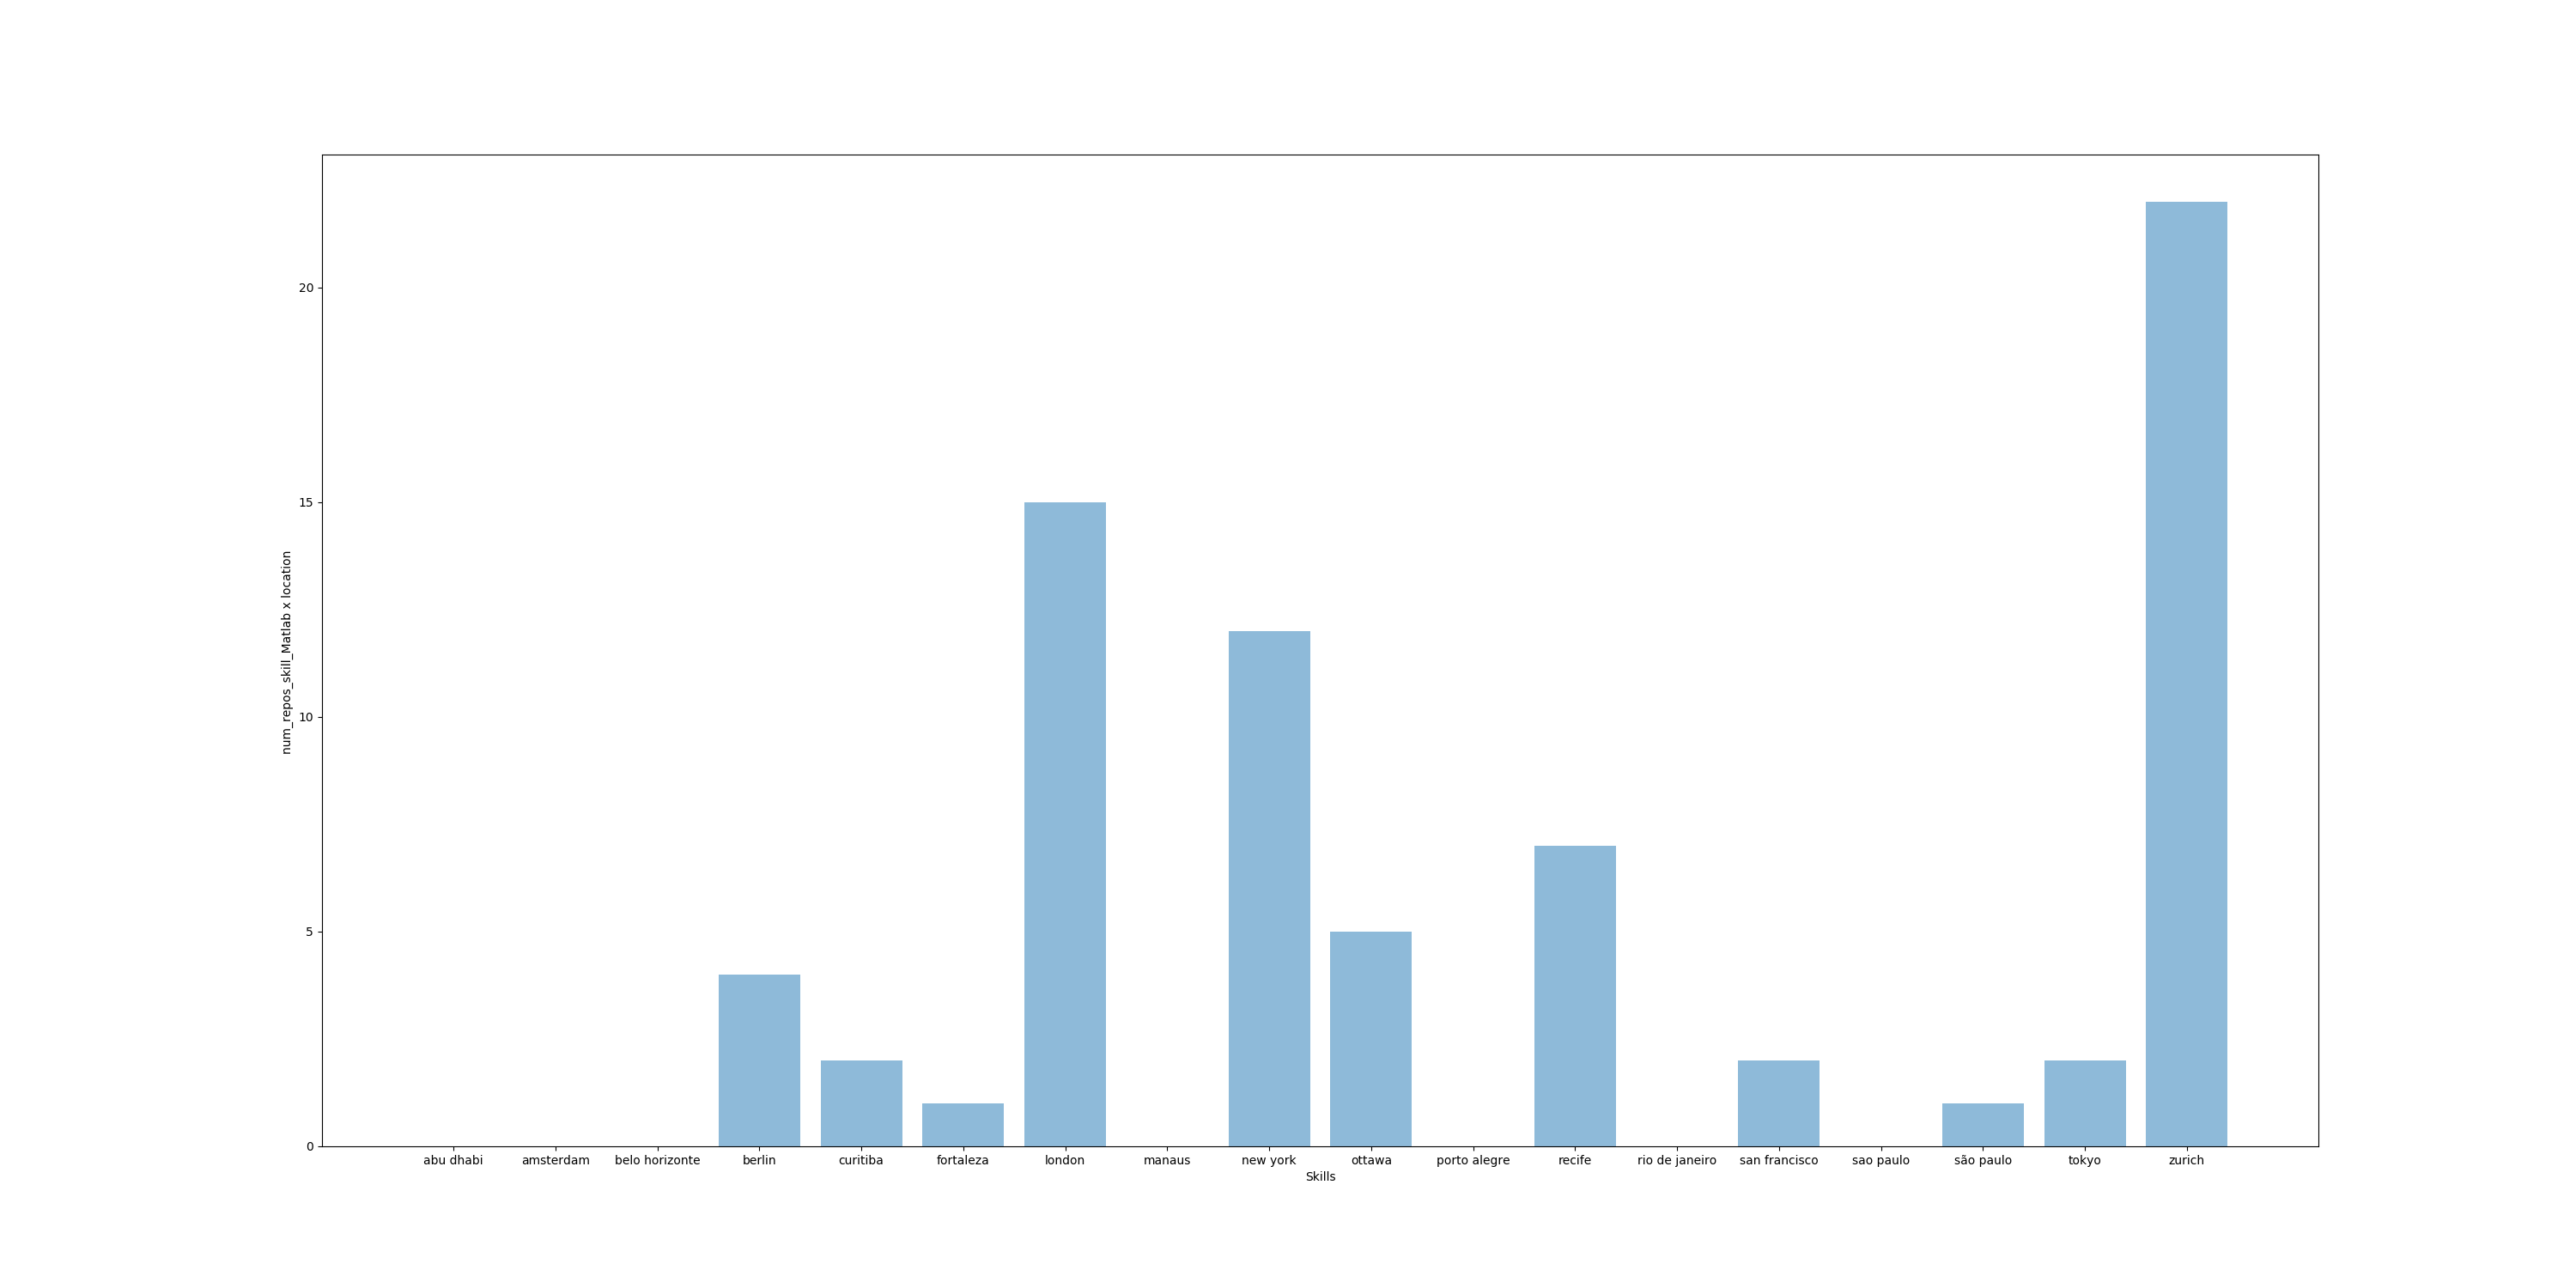 num_repos_skill_Matlab x location
20
15
10
5
0
abu dhabi amsterdam belo horizonte berlin curitiba fortaleza london manaus new york ottawa porto alegre recife rio de janeiro san francisco sao paulo são paulo tokyo zurich
Skills